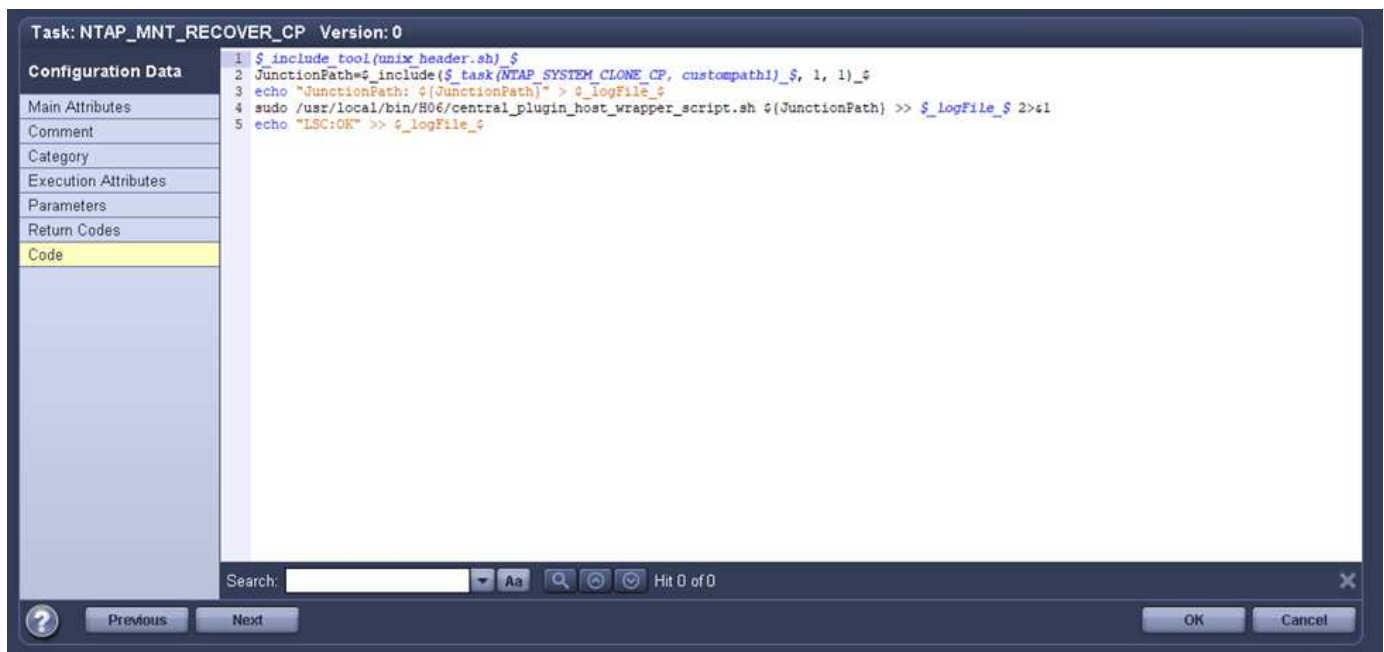 Task: NTAP_MNT_RECOVER_CP Version: 0
Configuration Data
Main Attributes
Comment
Category
Execution Attributes
Parameters
Return Codes
Code
1 $_include_tool(unix_header.sh)_$
2 JunctionPath=$_include($_task(NTAP_SYSTEM_CLONE_CP, custompath1)_$, 1, 1)_$
3 echo "JunctionPath: ${JunctionPath}" > $_logFile_$
4 sudo /usr/local/bin/H06/central_plugin_host_wrapper_script.sh ${JunctionPath} >> $_logFile_$ 2>&1
5 echo "LSC:OK" >> $_logFile_$
Search: Aa Hit 0 of 0
? Previous Next OK Cancel